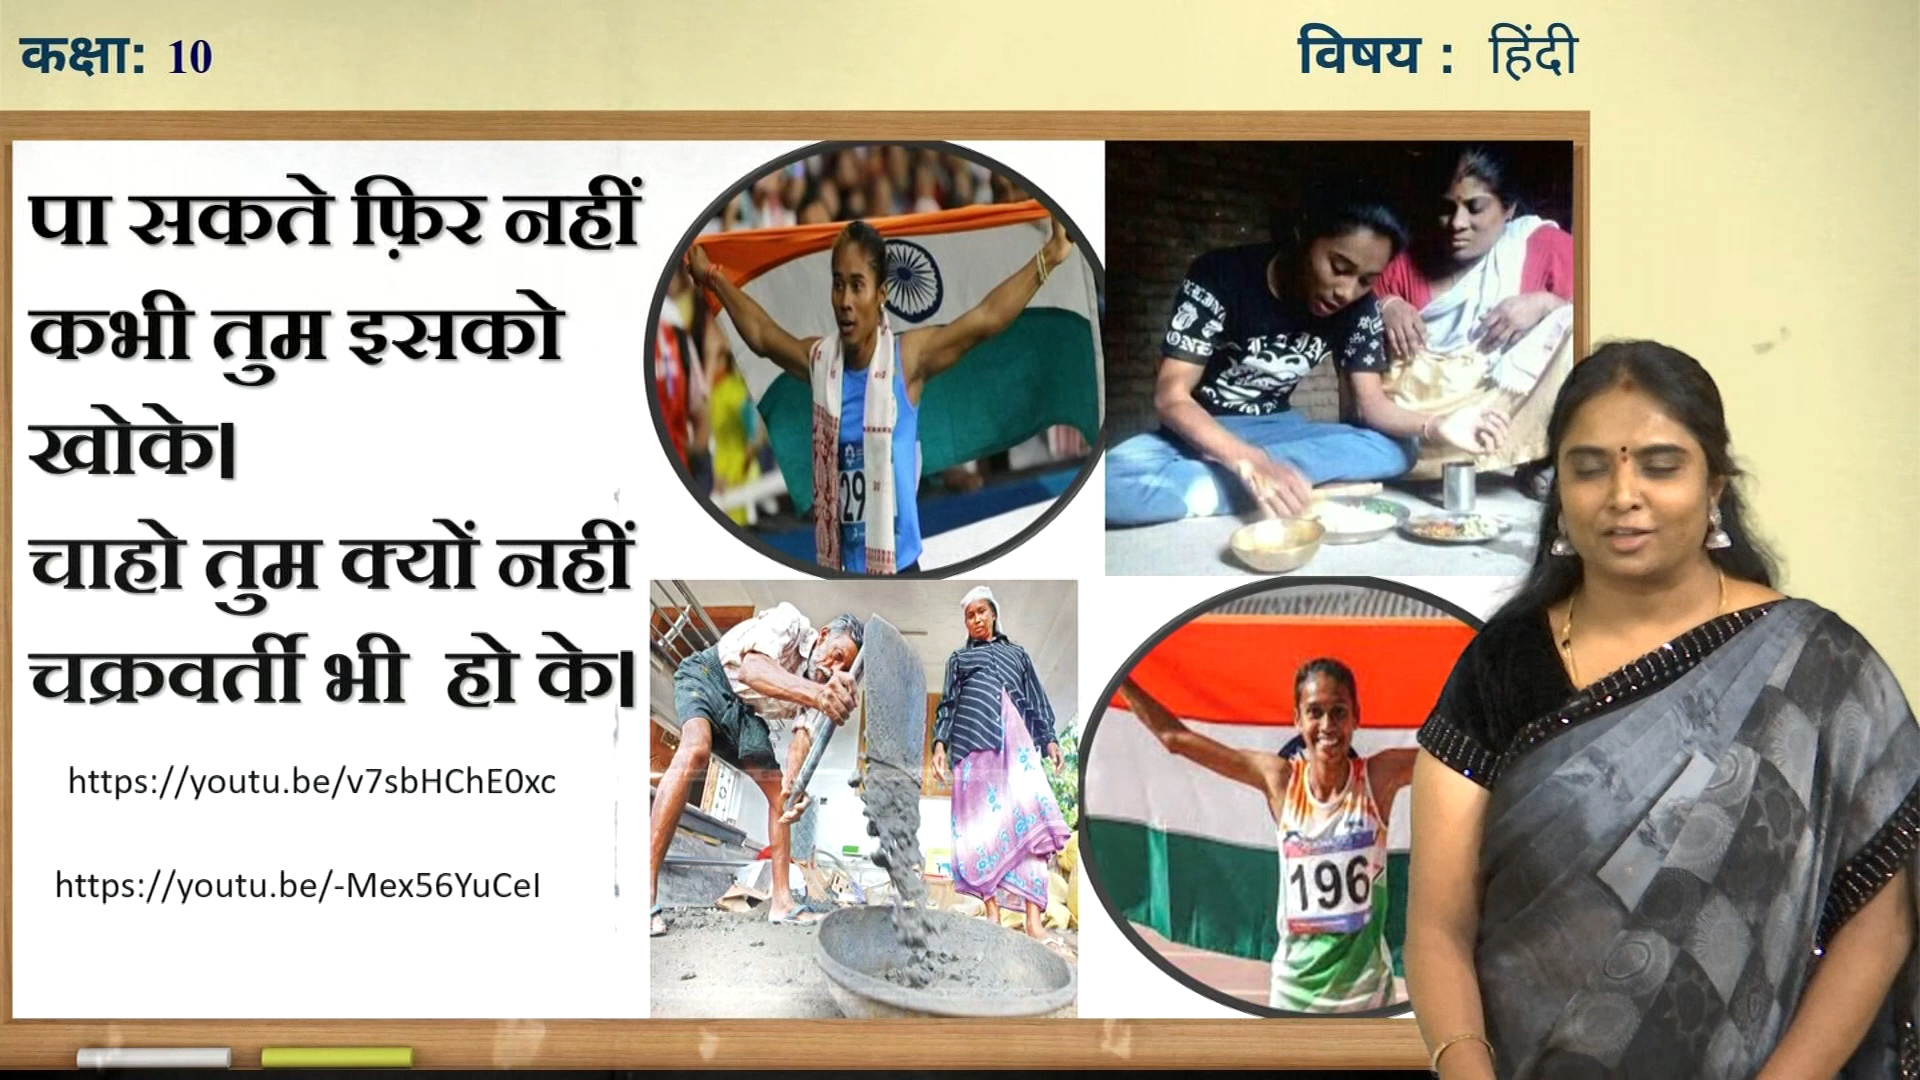 कक्षा: 10
विषय : हिंदी
पा सकते फ़िर नहीं
कभी तुम इसको
खोके।
चाहो तुम क्यों नहीं
चक्रवर्ती भी हो के।
https://youtu.be/v7sbHChE0xc
https://youtu.be/-Mex56YuCeI
29
196